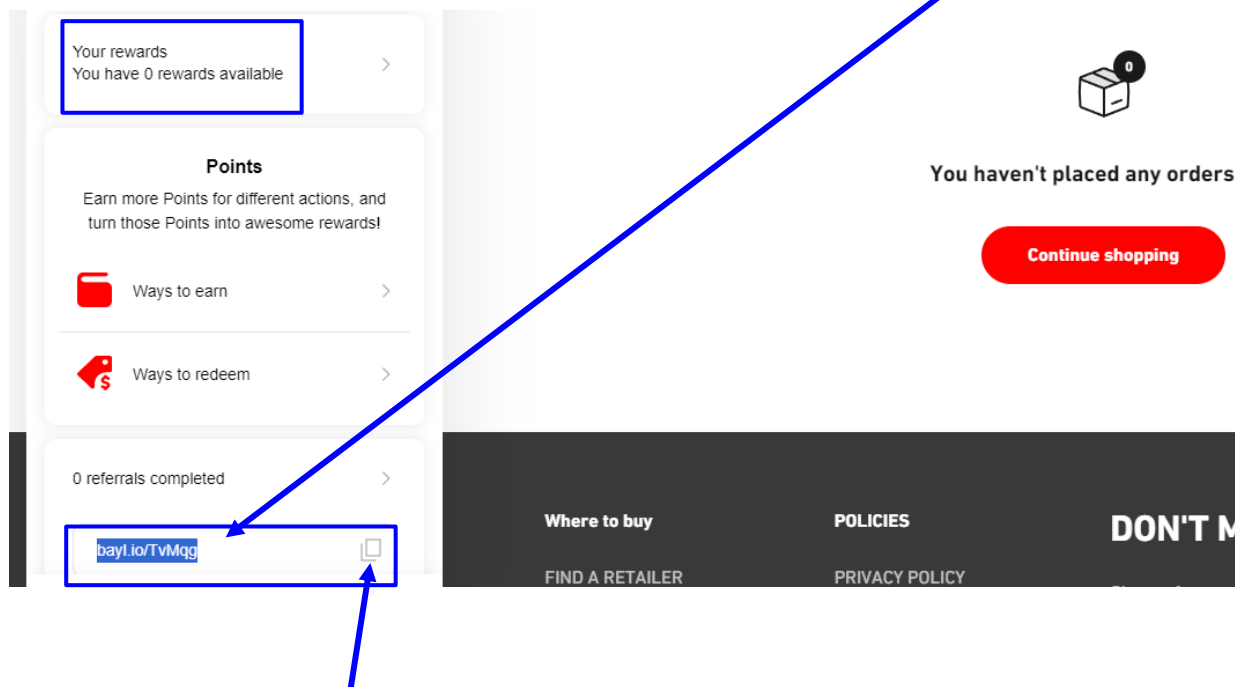 Your rewards
You have 0 rewards available
Points
Earn more Points for different actions, and
turn those Points into awesome rewards!
Ways to earn
Ways to redeem
0 referrals completed
bayl.io/TvMqg
0
You haven't placed any orders
Continue shopping
Where to buy
FIND A RETAILER
POLICIES
PRIVACY POLICY
DON'T M